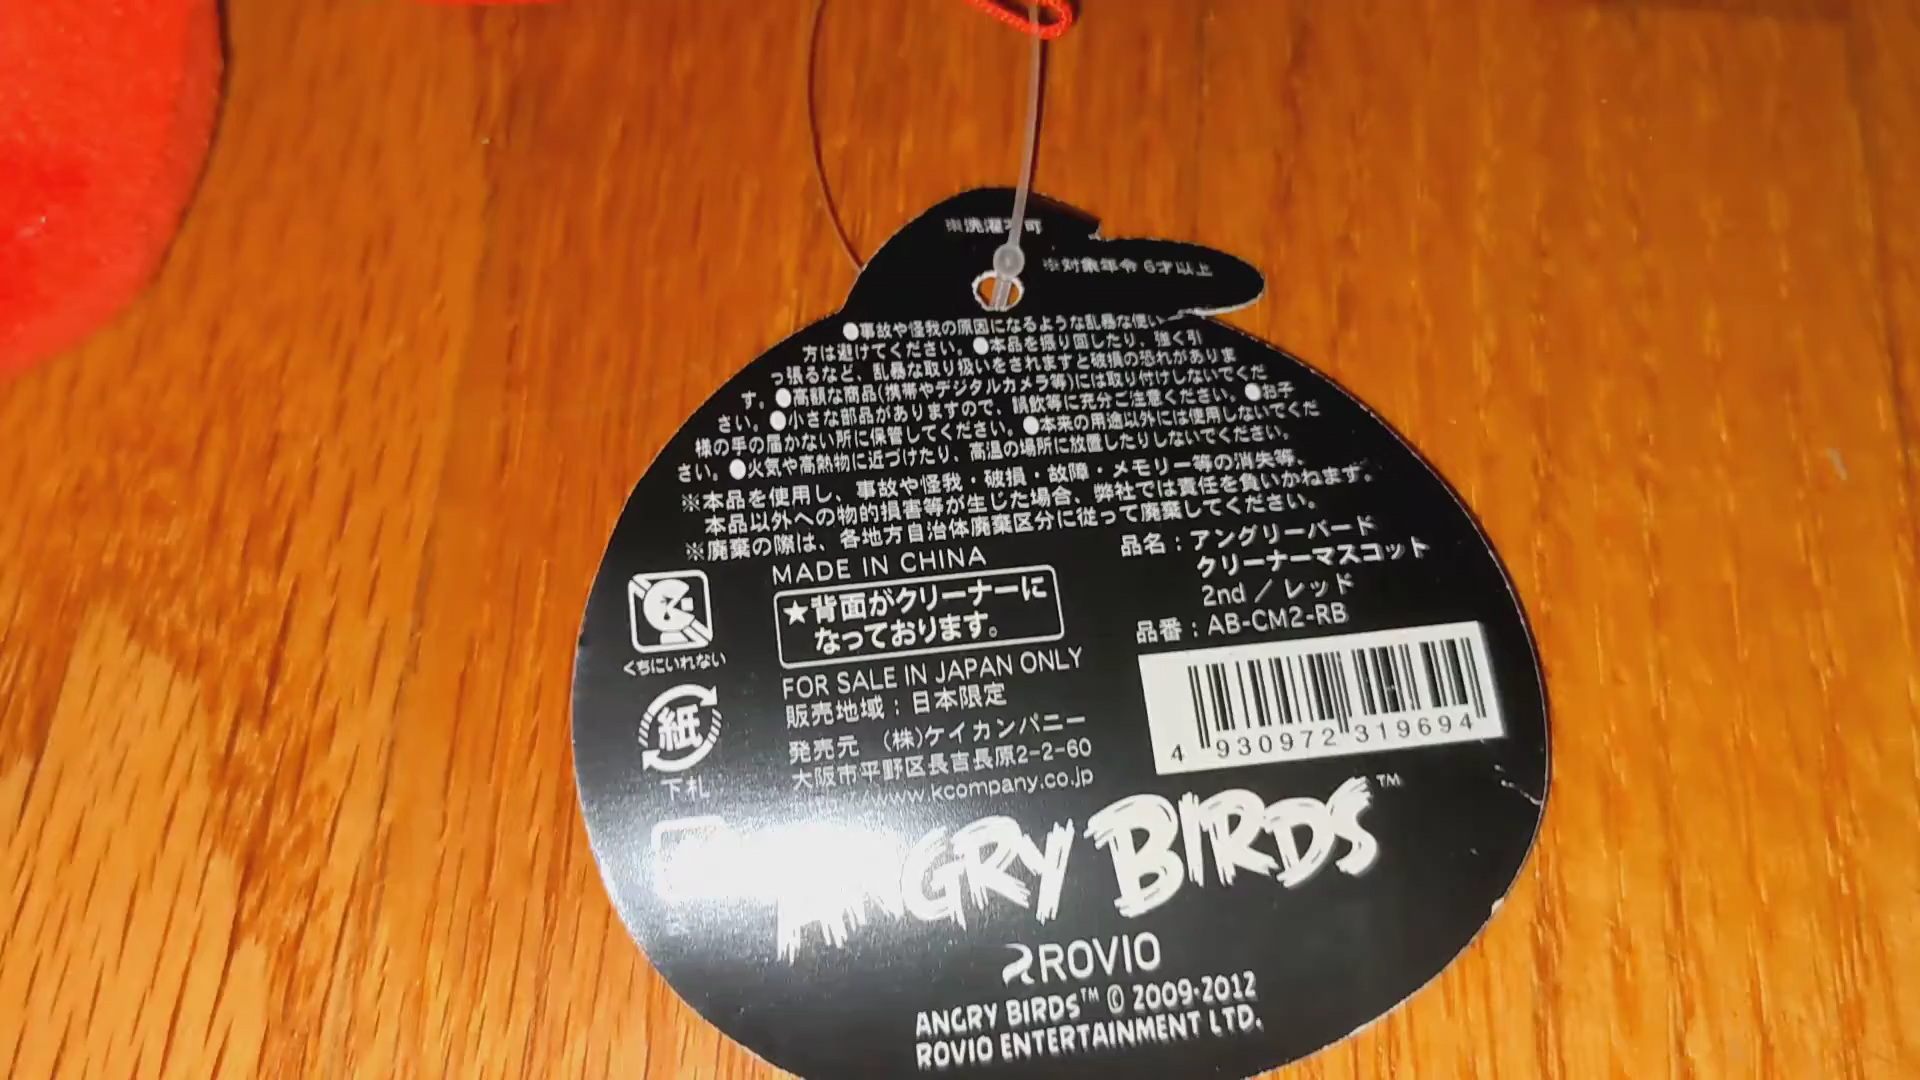 ※洗濯不可
※対象年令 6才以上
●事故や怪我の原因になるような乱暴な使い
方は避けてください。●本品を振り回したり、強く引
っ張るなど、乱暴な取り扱いをされますと破損の恐れがありま
す。●高額な商品(携帯やデジタルカメラ等)には取り付けしないでくだ
さい。●小さな部品がありますので、誤飲等に充分ご注意ください。●お子
様の手の届かない所に保管してください。●本来の用途以外には使用しないでくだ
さい。●火気や高熱物に近づけたり、高温の場所に放置したりしないでください。
※本品を使用し、事故や怪我・破損・故障・メモリー等の消失等、
本品以外への物的損害等が生じた場合、弊社では責任を負いかねます。
※廃棄の際は、各地方自治体廃棄区分に従って廃棄してください。
MADE IN CHINA
★背面がクリーナーに
なっております。
FOR SALE IN JAPAN ONLY
販売地域：日本限定
発売元 (株)ケイカンパニー
大阪市平野区長吉長原2-2-60
http://www.kcompany.co.jp
くちにいれない
紙
下札
品名：アングリーバード
クリーナーマスコット
2nd／レッド
品番：AB-CM2-RB
4 930972 319694
ANGRY BIRDS™
ROVIO
ANGRY BIRDS™ © 2009-2012
ROVIO ENTERTAINMENT LTD.